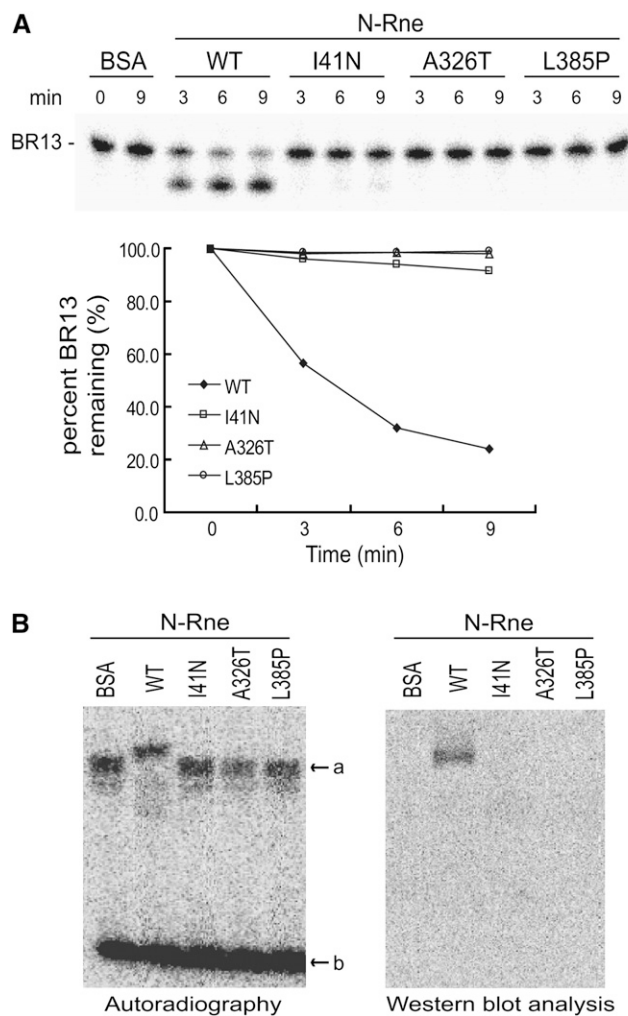 A
N-Rne
BSA WT I41N A326T L385P
min 0 9 3 6 9 3 6 9 3 6 9 3 6 9
BR13 -
percent BR13
remaining (%)
100.0
80.0
60.0
40.0
20.0
0.0
WT
I41N
A326T
L385P
0 3 6 9
Time (min)
B
N-Rne
BSA WT I41N A326T L385P
← a
← b
Autoradiography
N-Rne
BSA WT I41N A326T L385P
Western blot analysis